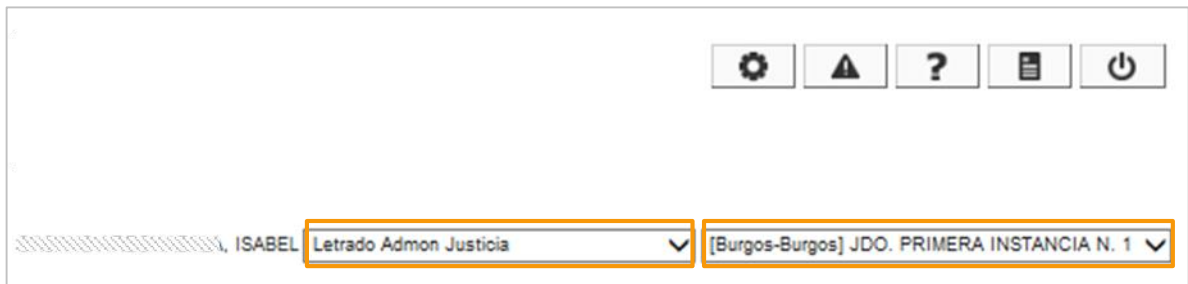 ?
, ISABEL Letrado Admon Justicia [Burgos-Burgos] JDO. PRIMERA INSTANCIA N. 1